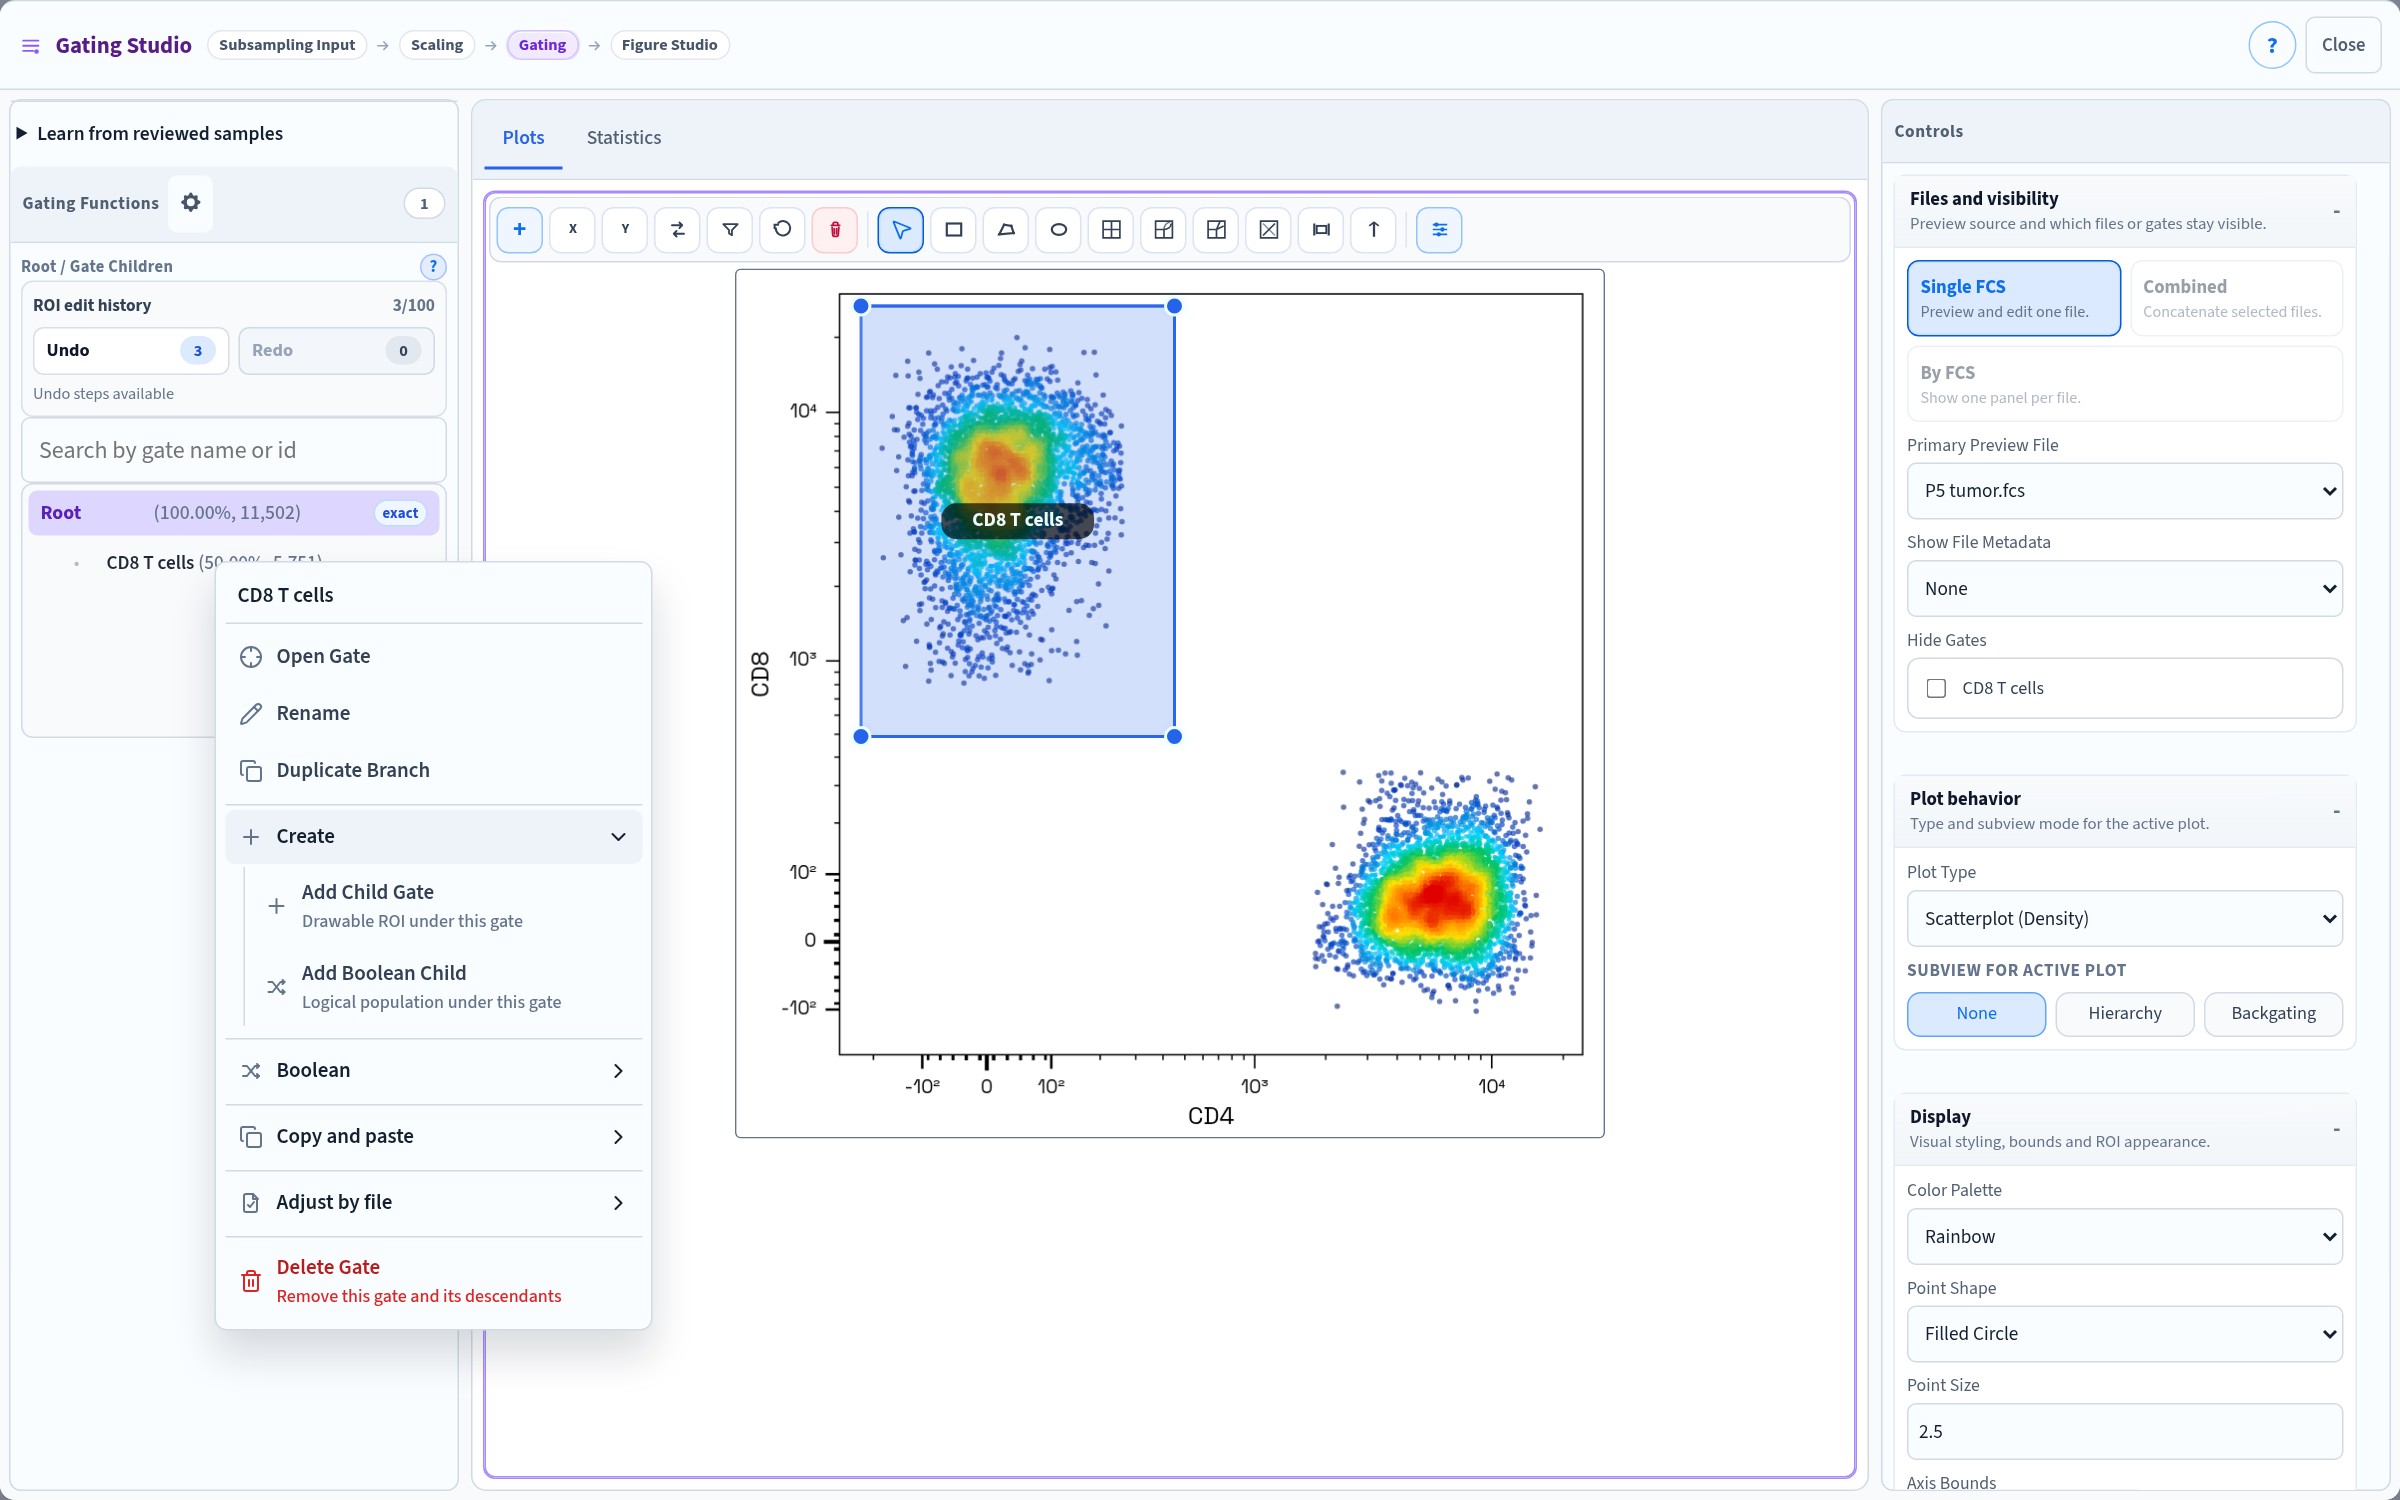 Gating Studio
Subsampling Input → Scaling → Gating → Figure Studio
? Close
Learn from reviewed samples
Gating Functions 1
Root / Gate Children ?
ROI edit history 3/100
Undo 3 Redo 0
Undo steps available
Search by gate name or id
Root (100.00%, 11,502) exact
CD8 T cells
CD8 T cells
Open Gate
Rename
Duplicate Branch
Create
Add Child Gate
Drawable ROI under this gate
Add Boolean Child
Logical population under this gate
Boolean
Copy and paste
Adjust by file
Delete Gate
Remove this gate and its descendants
Plots Statistics
X Y
CD8 T cells
10⁴
10³
10²
0
-10²
CD8
-10² 0 10² 10³ 10⁴
CD4
Controls
Files and visibility
Preview source and which files or gates stay visible.
Single FCS
Preview and edit one file.
Combined
Concatenate selected files.
By FCS
Show one panel per file.
Primary Preview File
P5 tumor.fcs
Show File Metadata
None
Hide Gates
CD8 T cells
Plot behavior
Type and subview mode for the active plot.
Plot Type
Scatterplot (Density)
SUBVIEW FOR ACTIVE PLOT
None Hierarchy Backgating
Display
Visual styling, bounds and ROI appearance.
Color Palette
Rainbow
Point Shape
Filled Circle
Point Size
2.5
Axis Bounds